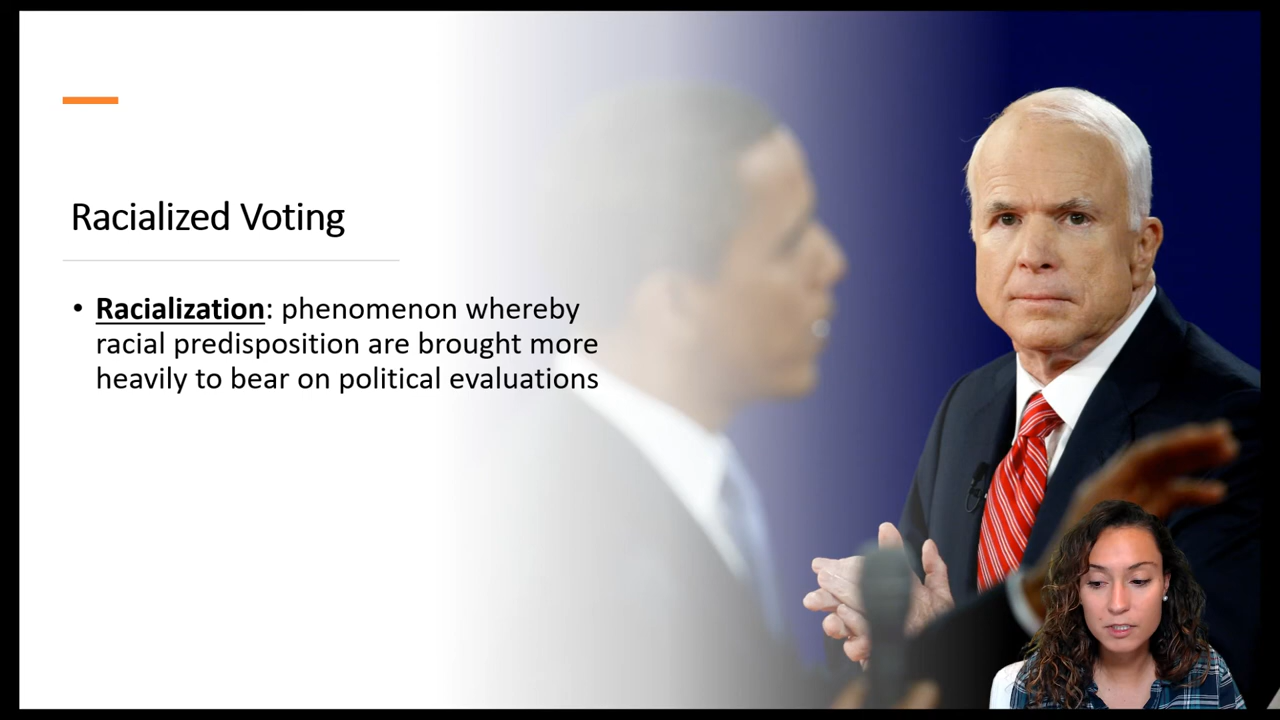 Racialized Voting
• Racialization: phenomenon whereby
racial predisposition are brought more
heavily to bear on political evaluations